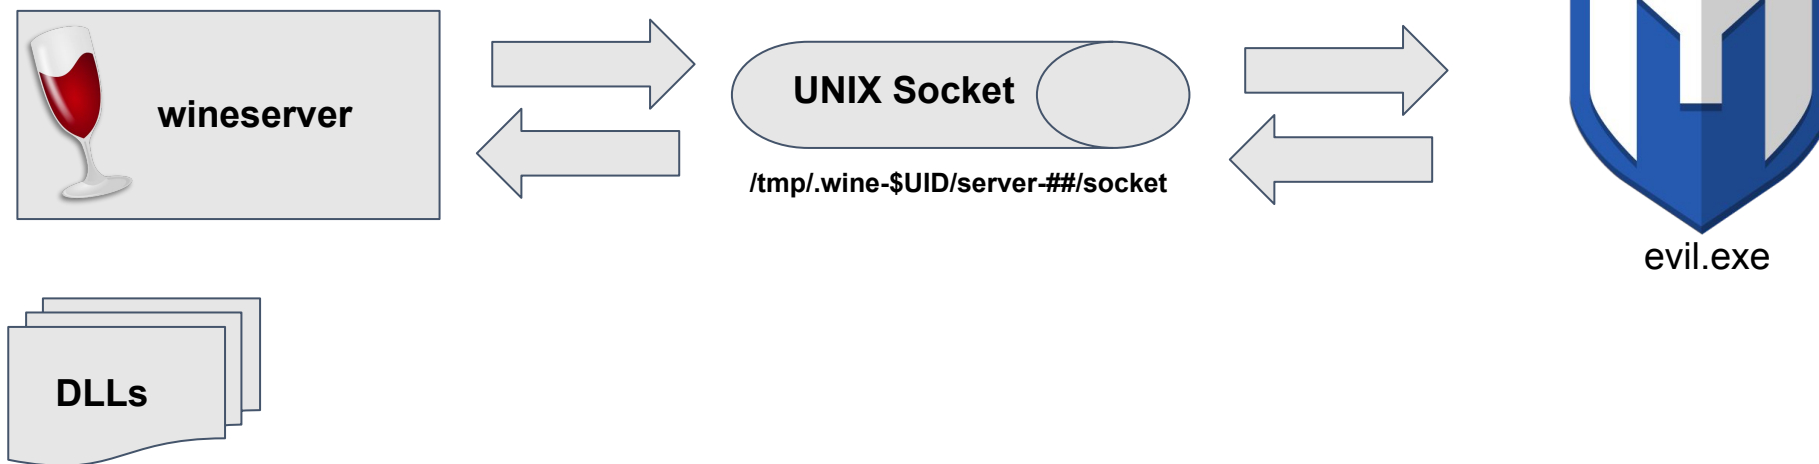 wineserver
UNIX Socket
/tmp/.wine-$UID/server-##/socket
evil.exe
DLLs